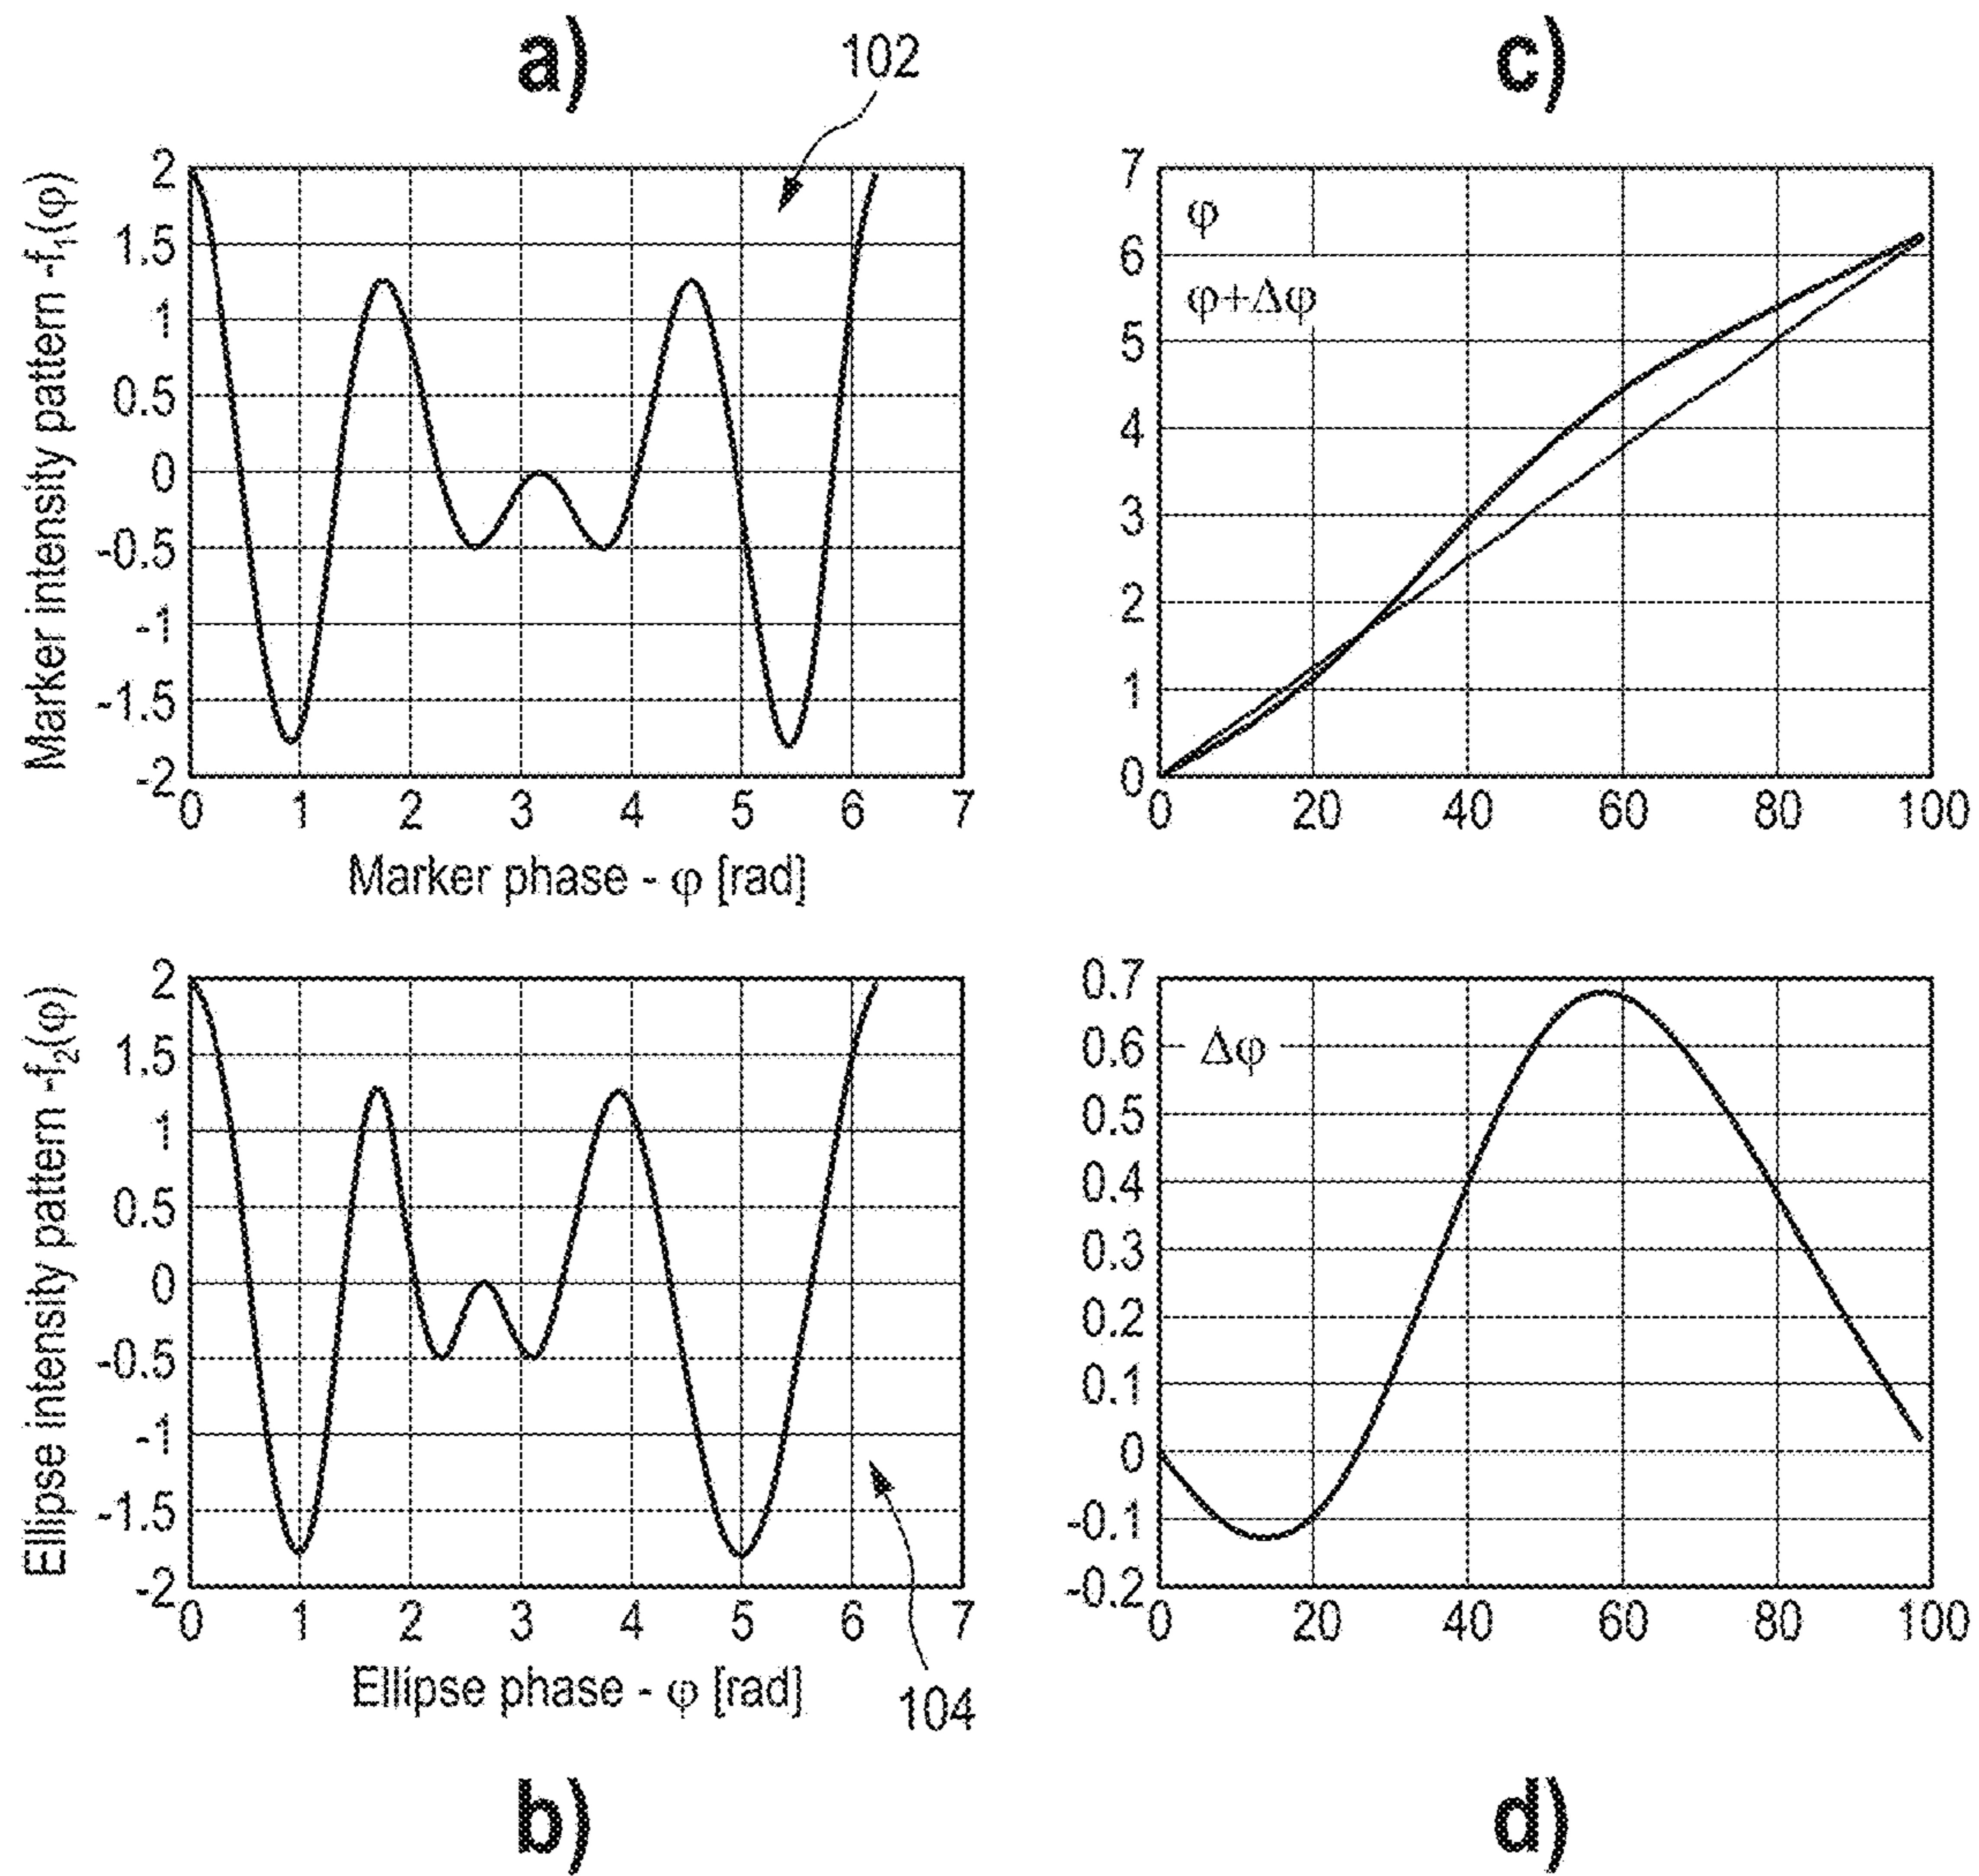 a)
102
Marker intensity pattern -f₁(φ)
2
1.5
1
0.5
0
-0.5
-1
-1.5
-2
0 1 2 3 4 5 6 7
Marker phase - φ [rad]
c)
7
6
5
4
3
2
1
0
φ
φ+Δφ
0 20 40 60 80 100
Ellipse intensity pattern -f₂(φ)
2
1.5
1
0.5
0
-0.5
-1
-1.5
-2
0 1 2 3 4 5 6 7
Ellipse phase - φ [rad]
104
b)
0.7
0.6
0.5
0.4
0.3
0.2
0.1
0
-0.1
-0.2
Δφ
0 20 40 60 80 100
d)